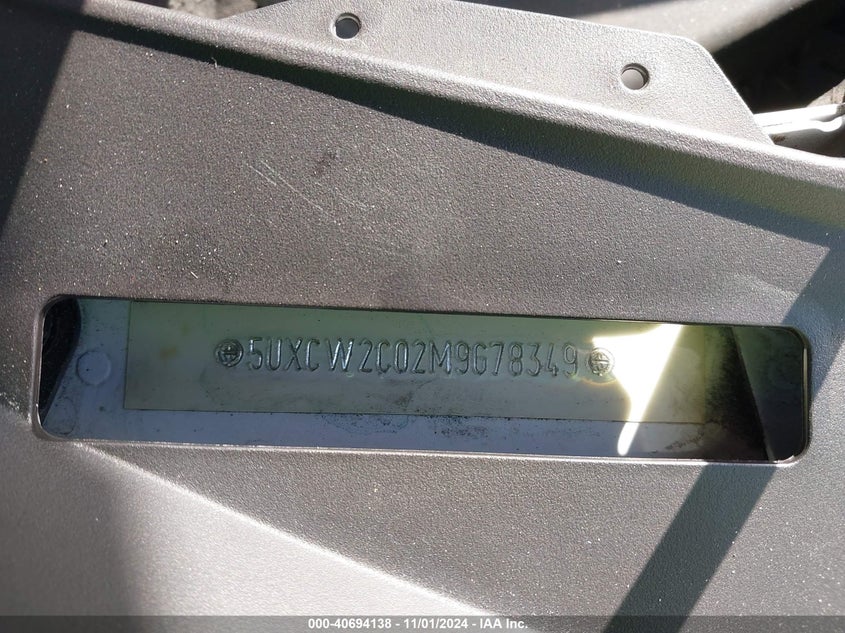 5UXCW2C02M9G78349
000-40694138 - 11/01/2024 - IAA Inc.